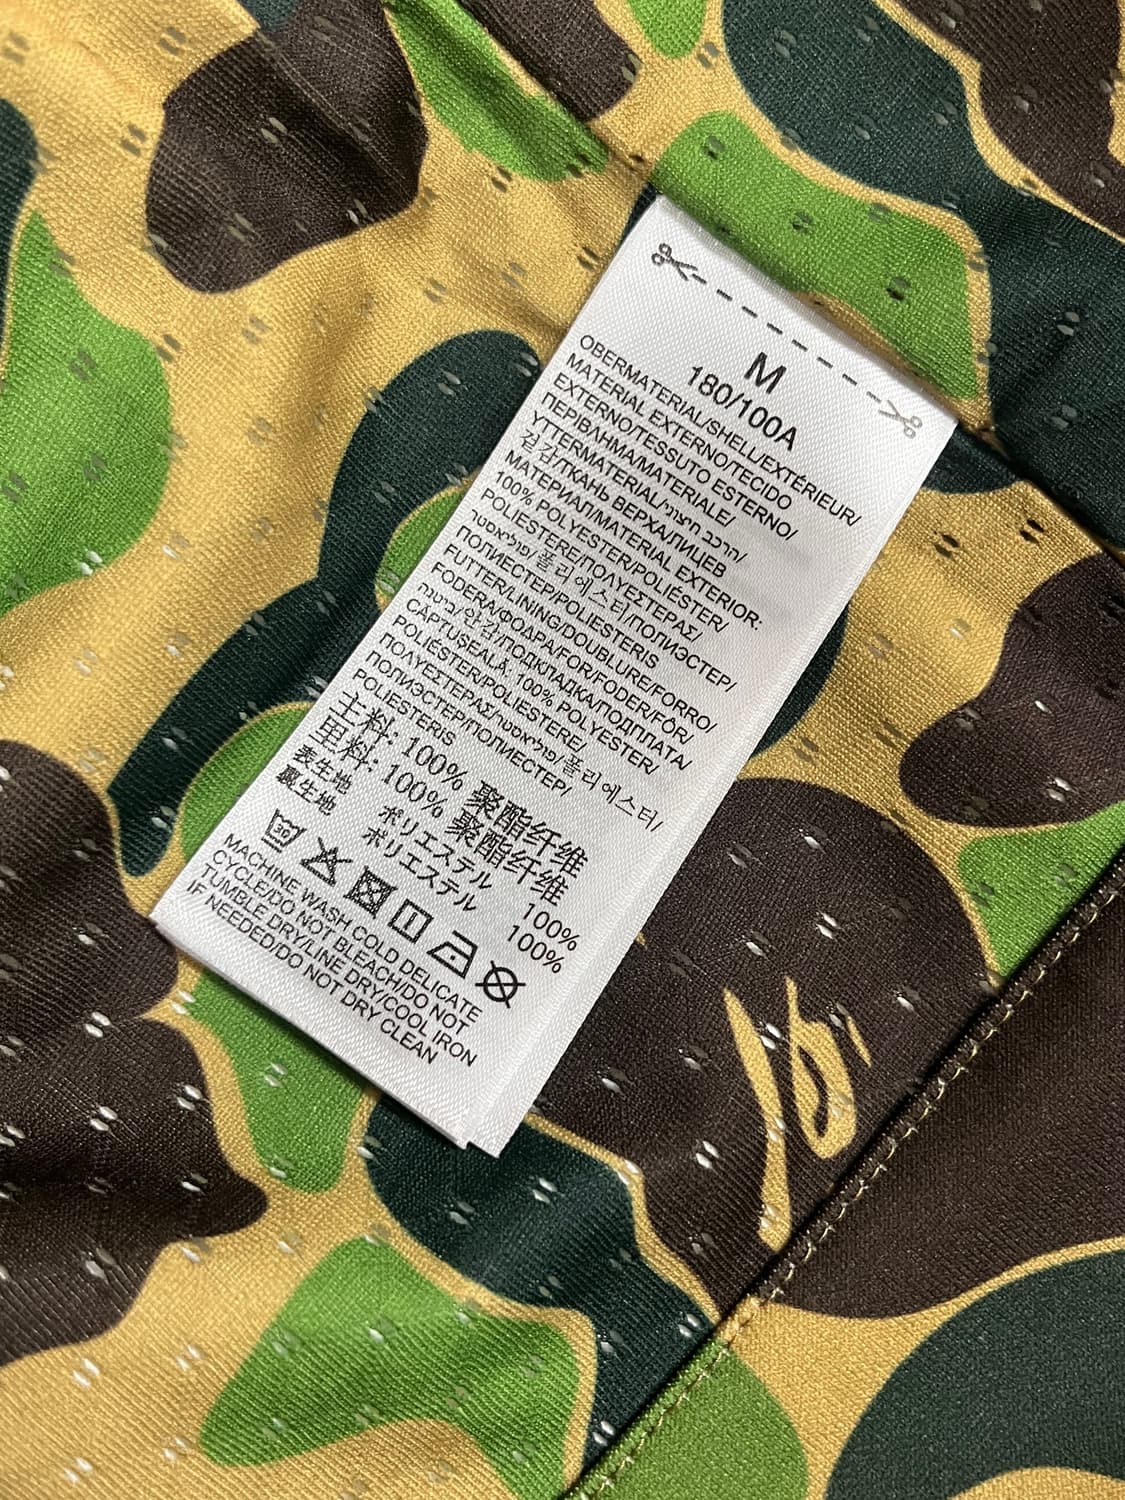 M
180/100A
OBERMATERIAL/SHELL/EXTÉRIEUR/
MATERIAL EXTERNO/TECIDO
EXTERNO/TESSUTO ESTERNO/
ΠΕΡΙΒΛΗΜΑ/MATERIALE/
YTTERMATERIAL/הרכב חיצוני/
겉감/ТКАНЬ ВЕРХА/ЛИЦЕВ
МАТЕРИАЛ/MATERIAL EXTERIOR:
100% POLYESTER/POLIÉSTER/
POLIESTERE/ΠΟΛΥΕΣΤΕΡΑΣ/
פוליאסטר/폴리에스터/ПОЛИЭСТЕР/
ПОЛИЕСТЕР/POLIESTERIS
FUTTER/LINING/DOUBLURE/FORRO/
FODERA/ΦΟΔΡΑ/FOR/FODER/FÔR/
בטנה/안감/ПОДКЛАДКА/ПОДПЛАТА/
CĂPTUSEALĂ, 100% POLYESTER/
POLIÉSTER/POLIESTERE/
ΠΟΛΥΕΣΤΕΡΑΣ/פוליאסטר/폴리에스터/
ПОЛИЭСТЕР/ПОЛИЕСТЕР/
POLIESTERIS
主料: 100% 聚酯纤维
里料: 100% 聚酯纤维
表生地 ポリエステル 100%
裏生地 ポリエステル 100%
30
MACHINE WASH COLD DELICATE
CYCLE/DO NOT BLEACH/DO NOT
TUMBLE DRY/LINE DRY/COOL IRON
IF NEEDED/DO NOT DRY CLEAN